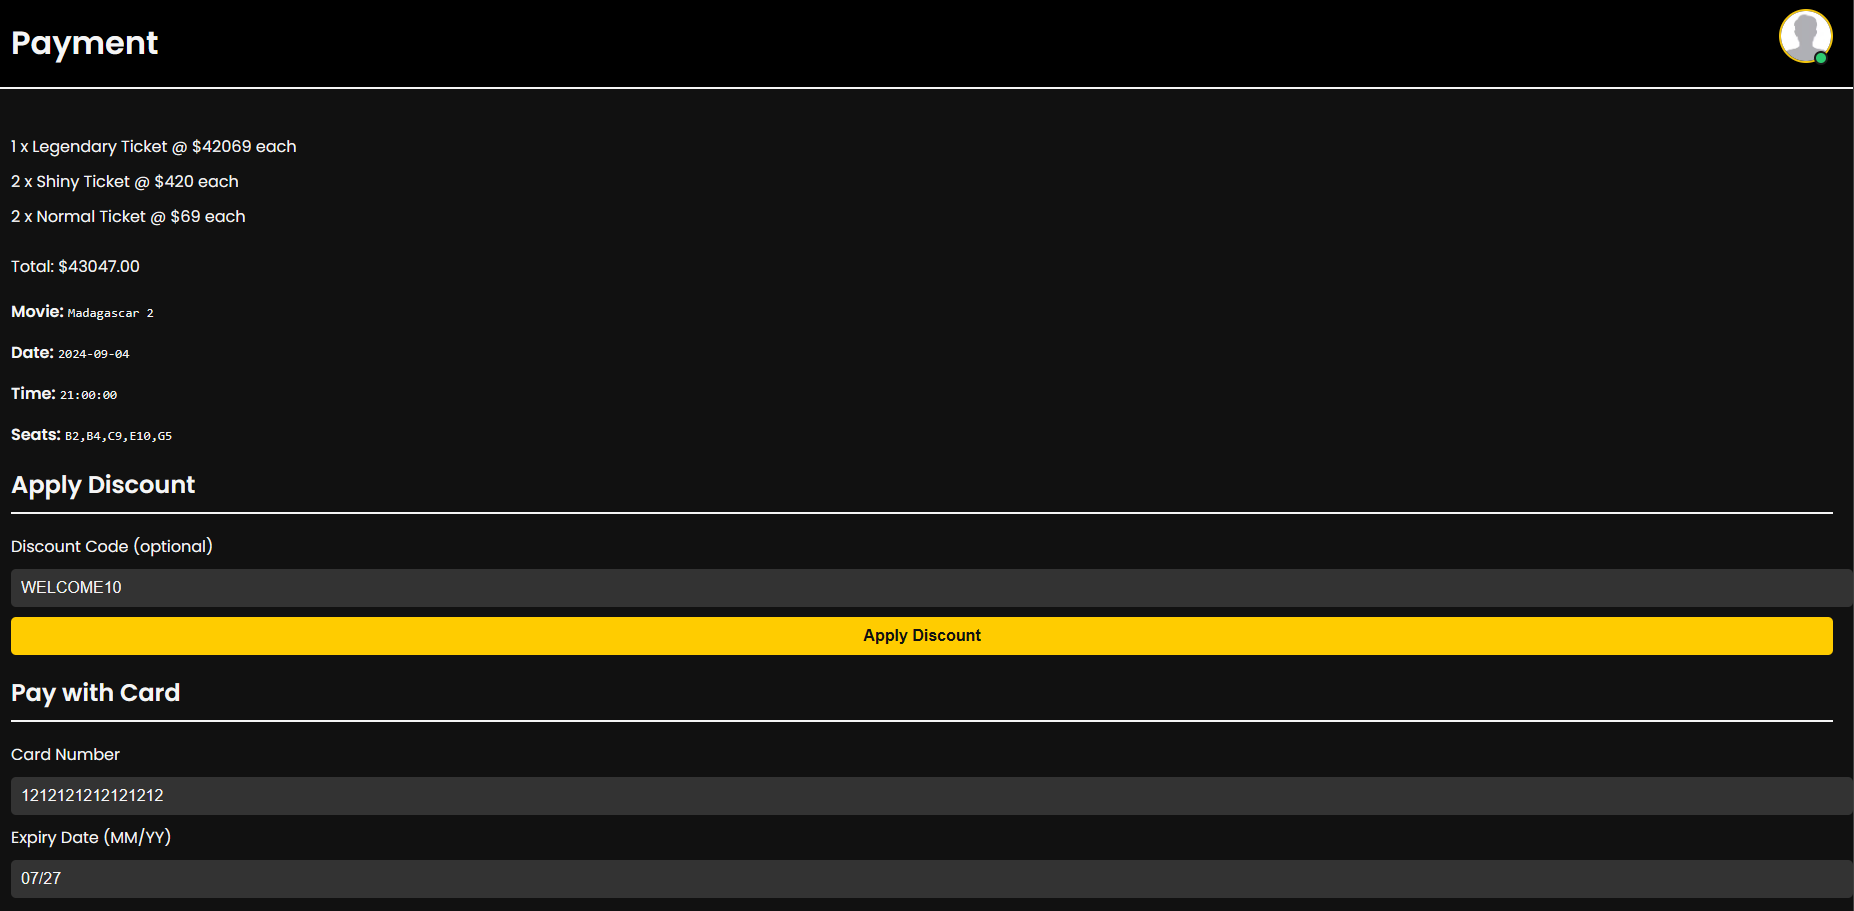 Payment
1 x Legendary Ticket @ $42069 each
2 x Shiny Ticket @ $420 each
2 x Normal Ticket @ $69 each
Total: $43047.00
Movie: Madagascar 2
Date: 2024-09-04
Time: 21:00:00
Seats: B2,B4,C9,E10,G5
Apply Discount
Discount Code (optional)
WELCOME10
Apply Discount
Pay with Card
Card Number
1212121212121212
Expiry Date (MM/YY)
07/27